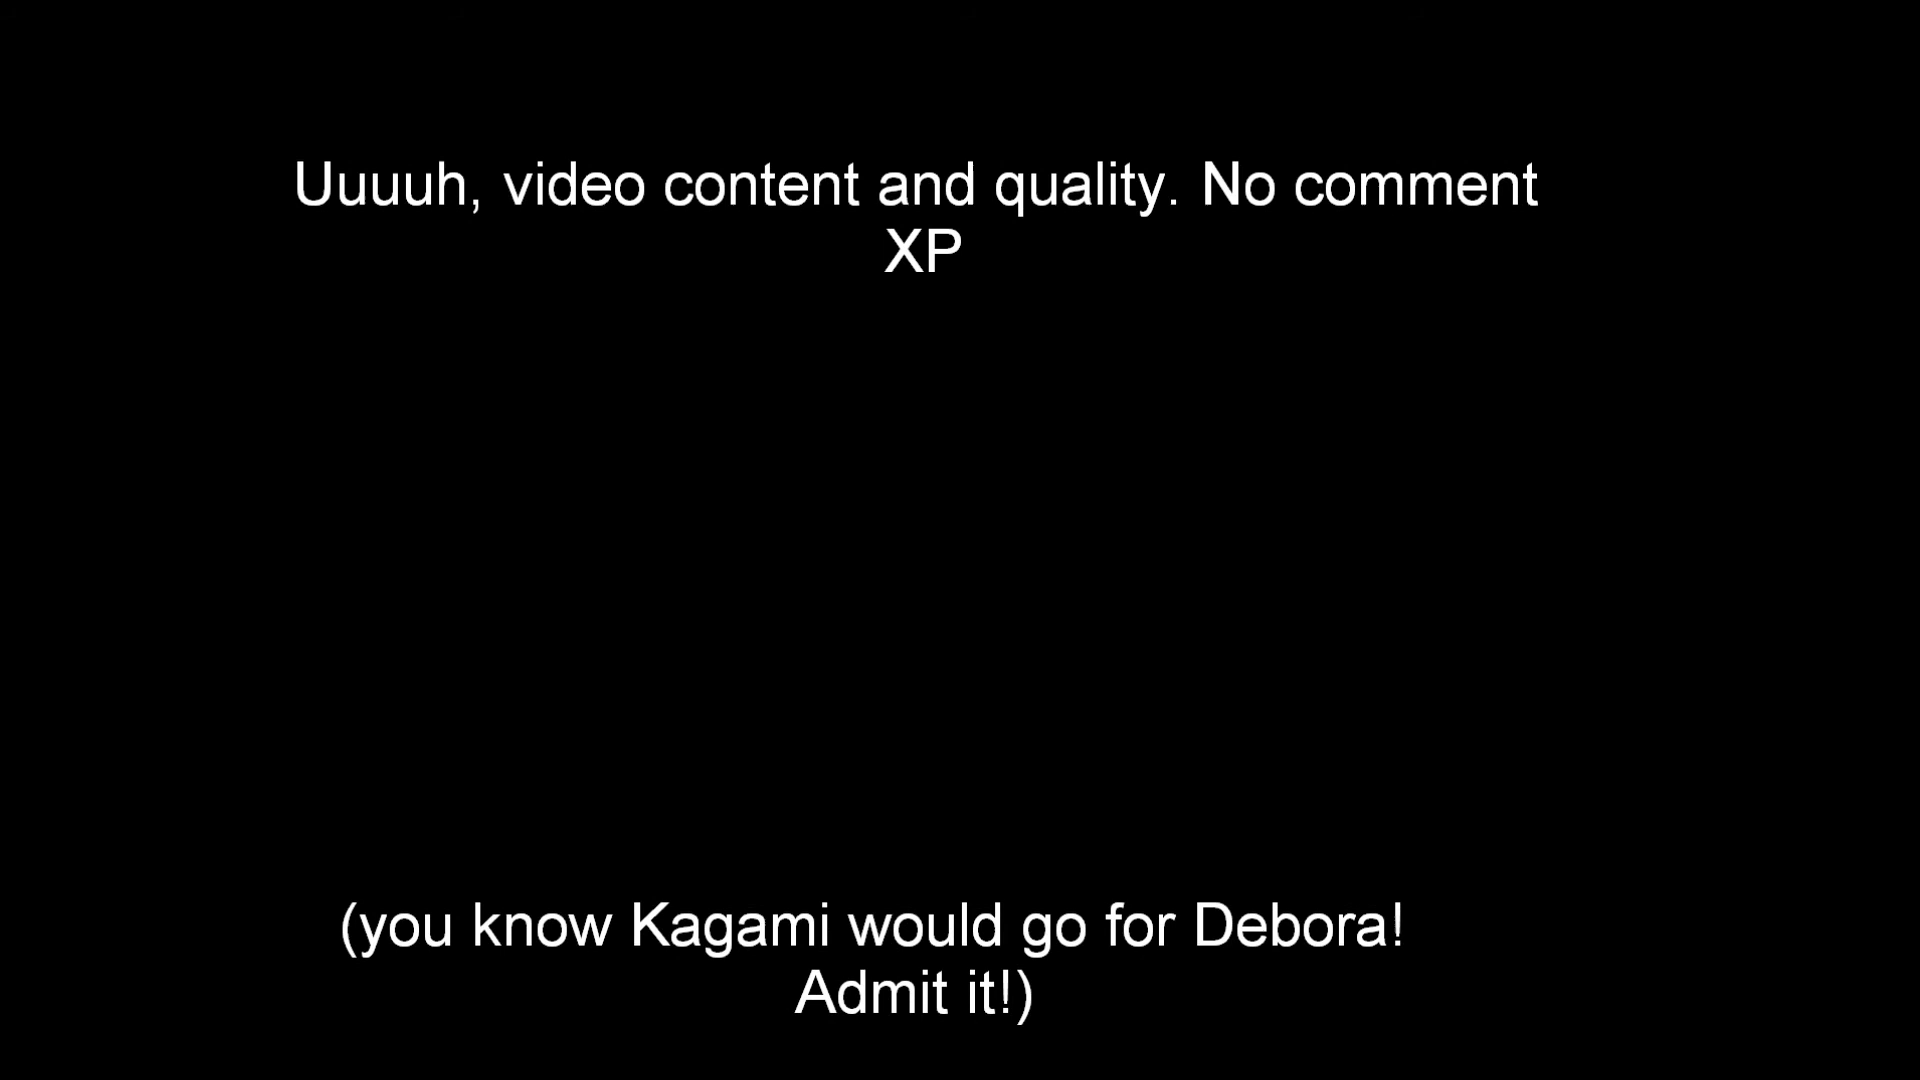 Uuuuh, video content and quality. No comment
XP
(you know Kagami would go for Debora!
Admit it!)